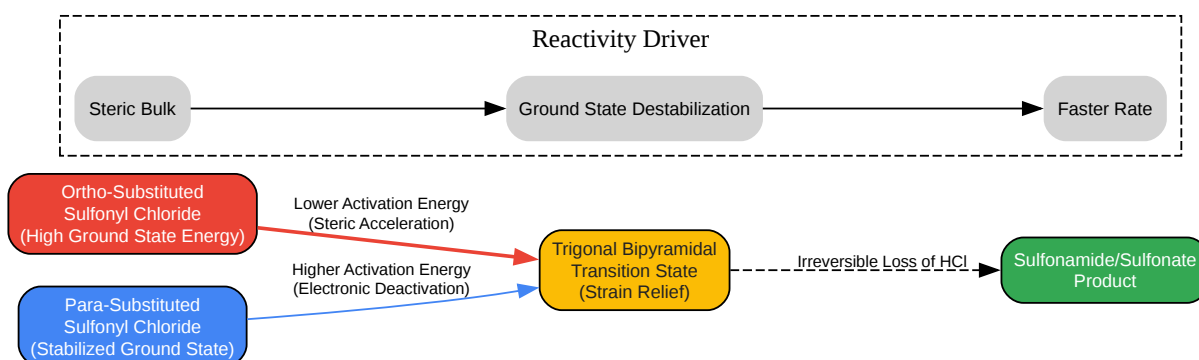 Reactivity Driver
Steric Bulk
Ground State Destabilization
Faster Rate
Ortho-Substituted
Sulfonyl Chloride
(High Ground State Energy)
Lower Activation Energy
(Steric Acceleration)
Trigonal Bipyramidal
Transition State
(Strain Relief)
Irreversible Loss of HCl
Sulfonamide/Sulfonate
Product
Higher Activation Energy
(Electronic Deactivation)
Para-Substituted
Sulfonyl Chloride
(Stabilized Ground State)